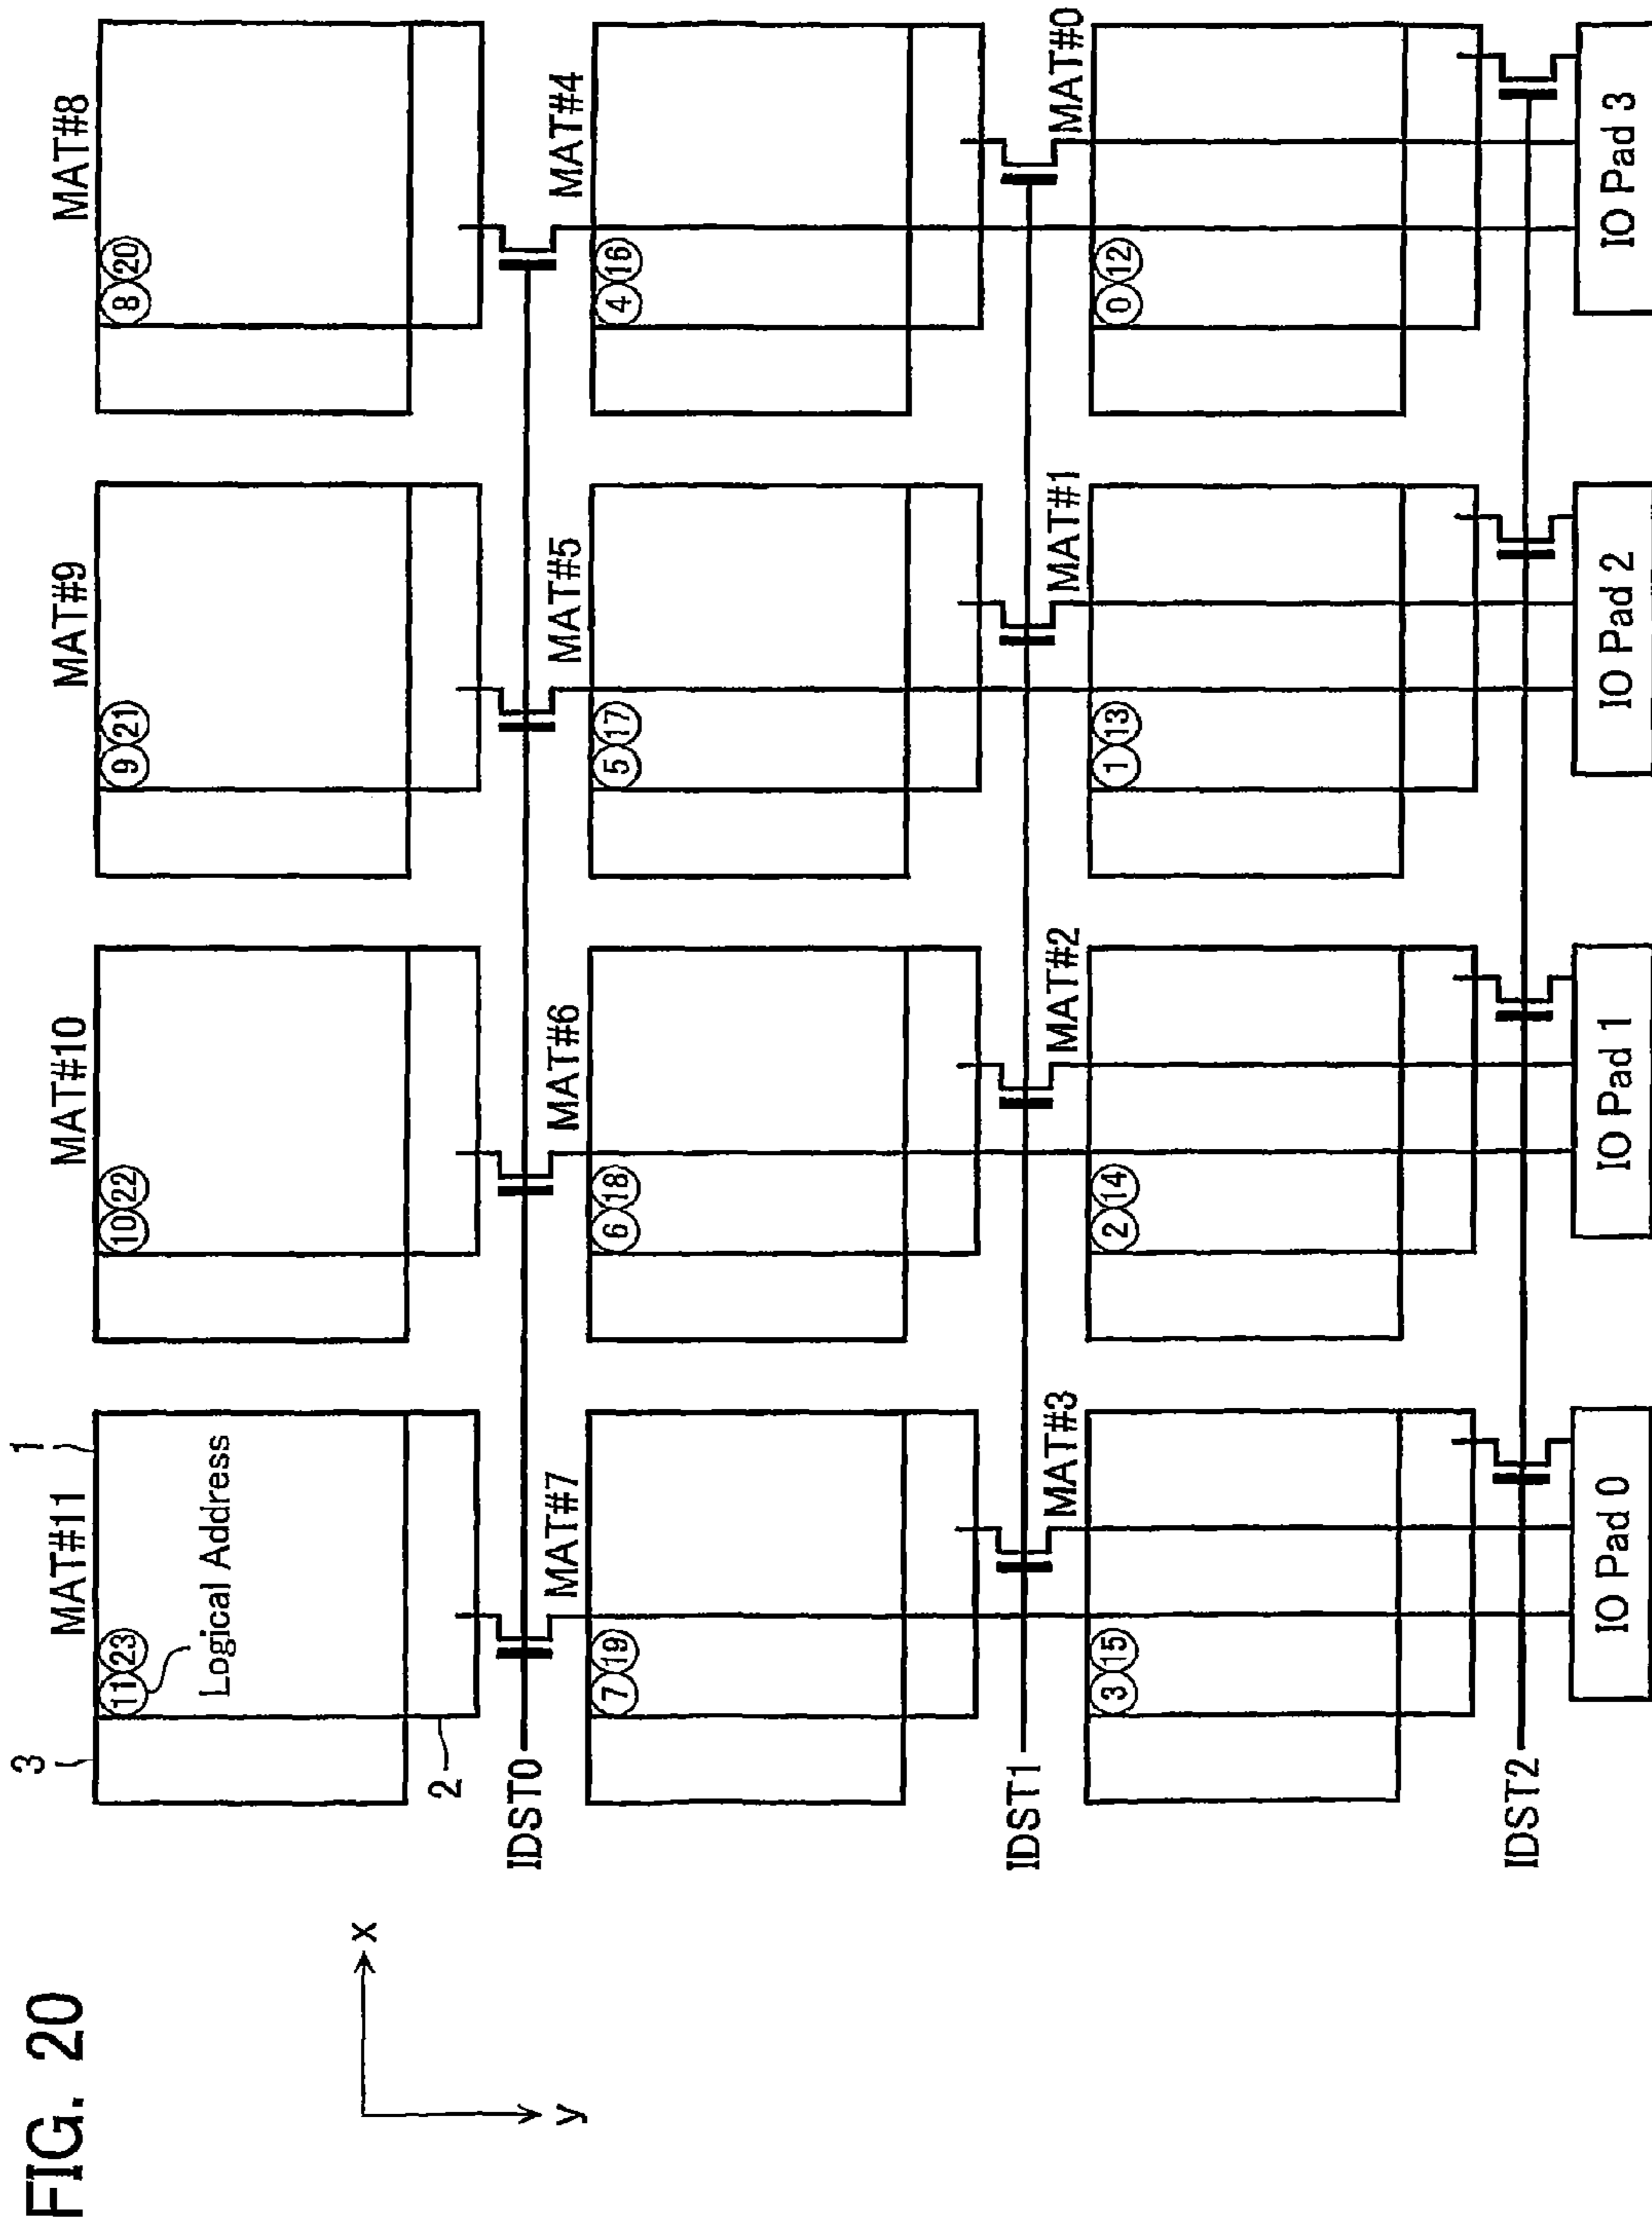 FIG. 20
3
1
MAT#11
MAT#10
MAT#9
MAT#8
11 23
10 22
9 21
8 20
Logical Address
x
y
2
IDST0
MAT#7
MAT#6
MAT#5
MAT#4
7 19
6 18
5 17
4 16
IDST1
MAT#3
MAT#2
MAT#1
MAT#0
3 15
2 14
1 13
0 12
IDST2
IO Pad 0
IO Pad 1
IO Pad 2
IO Pad 3